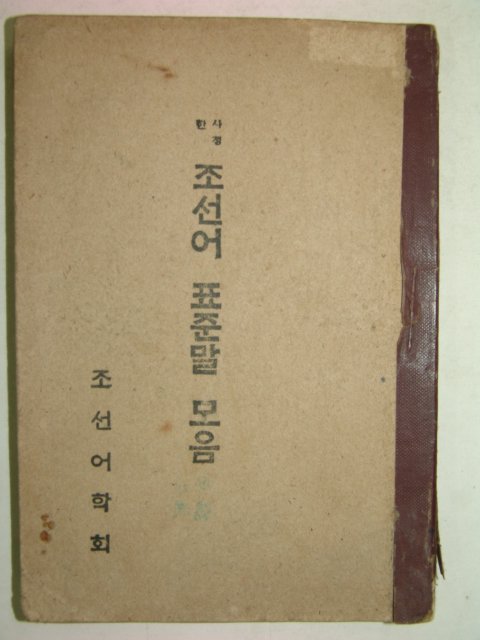 사정
한
조선어 표준말 모음
조선어학회